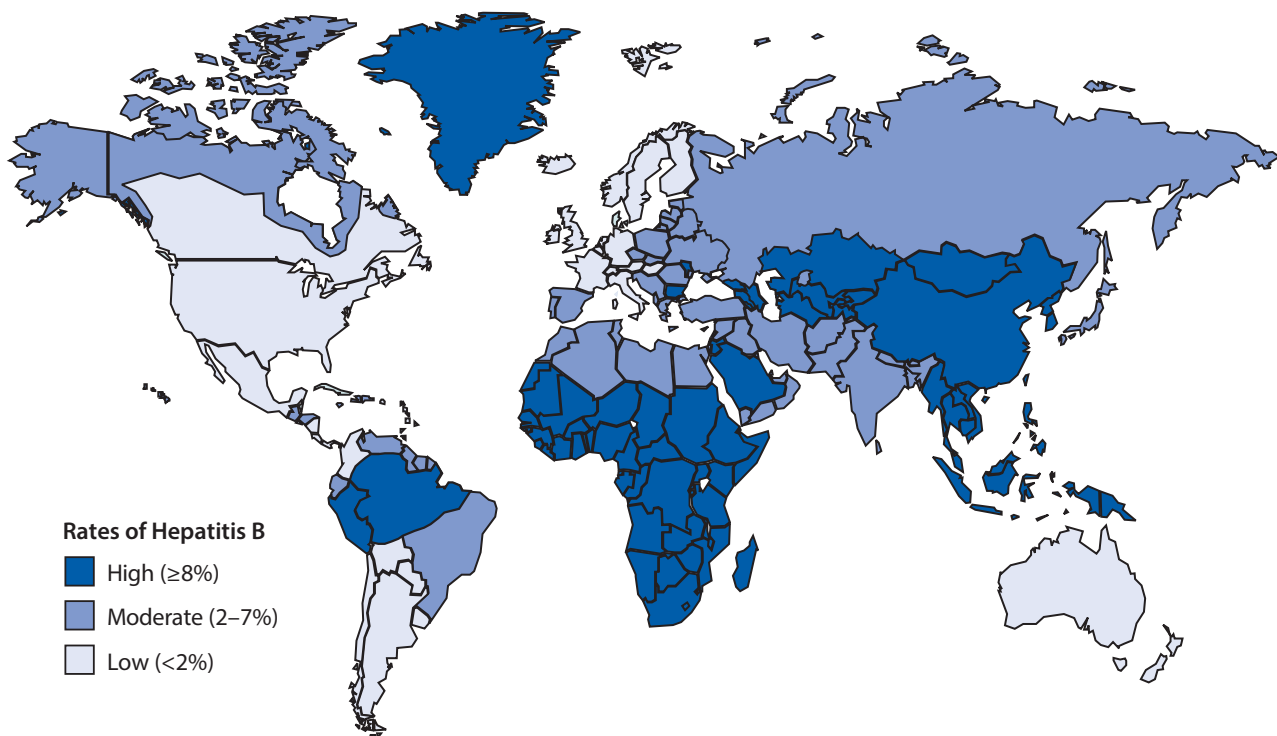 Rates of Hepatitis B
High (≥8%)
Moderate (2–7%)
Low (<2%)